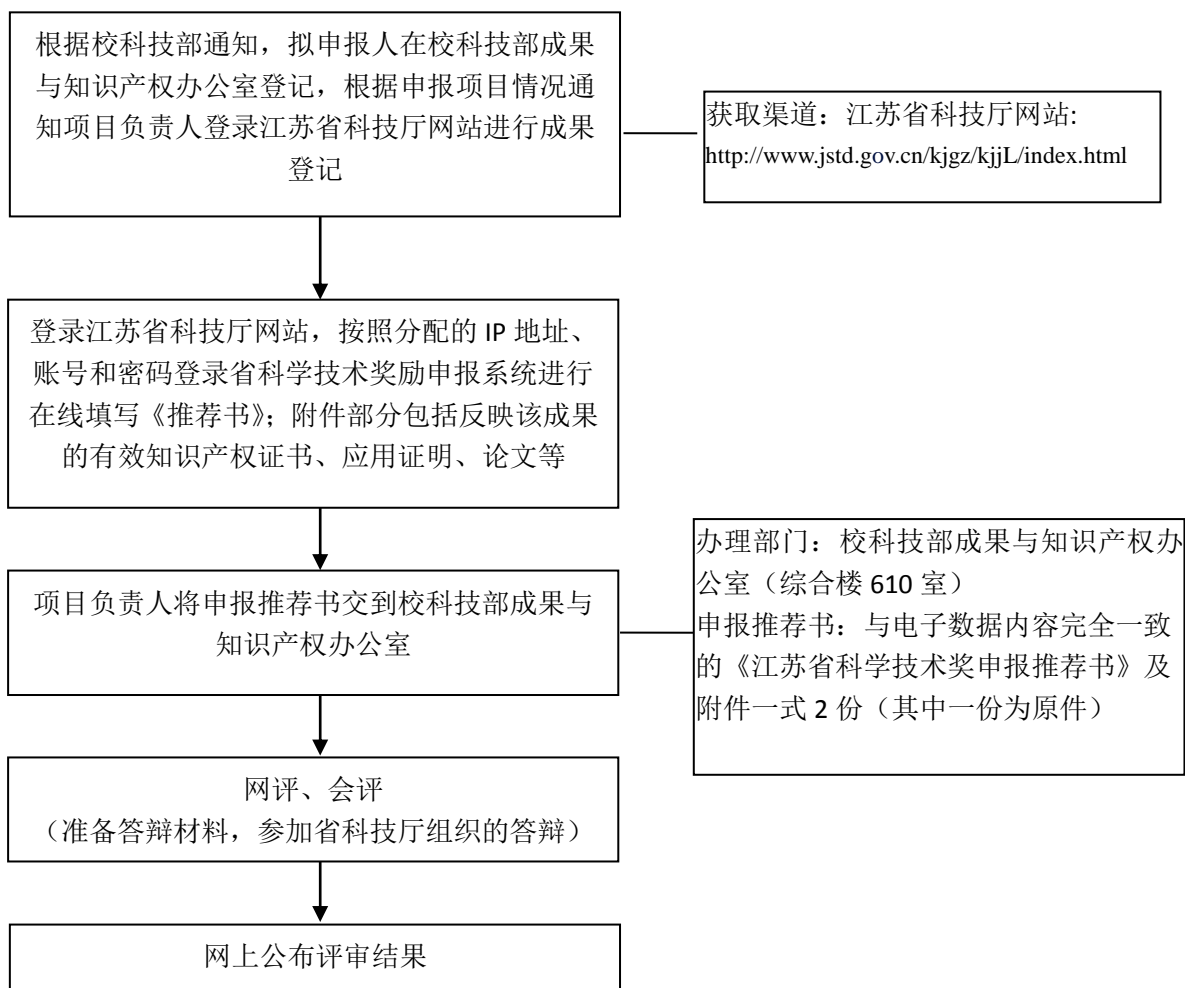 根据校科技部通知，拟申报人在校科技部成果
与知识产权办公室登记，根据申报项目情况通
知项目负责人登录江苏省科技厅网站进行成果
登记
获取渠道：江苏省科技厅网站:
http://www.jstd.gov.cn/kjgz/kjjL/index.html
登录江苏省科技厅网站，按照分配的 IP 地址、
账号和密码登录省科学技术奖励申报系统进行
在线填写《推荐书》；附件部分包括反映该成果
的有效知识产权证书、应用证明、论文等
项目负责人将申报推荐书交到校科技部成果与
知识产权办公室
办理部门：校科技部成果与知识产权办
公室（综合楼 610 室）
申报推荐书：与电子数据内容完全一致
的《江苏省科学技术奖申报推荐书》及
附件一式 2 份（其中一份为原件）
网评、会评
（准备答辩材料，参加省科技厅组织的答辩）
网上公布评审结果